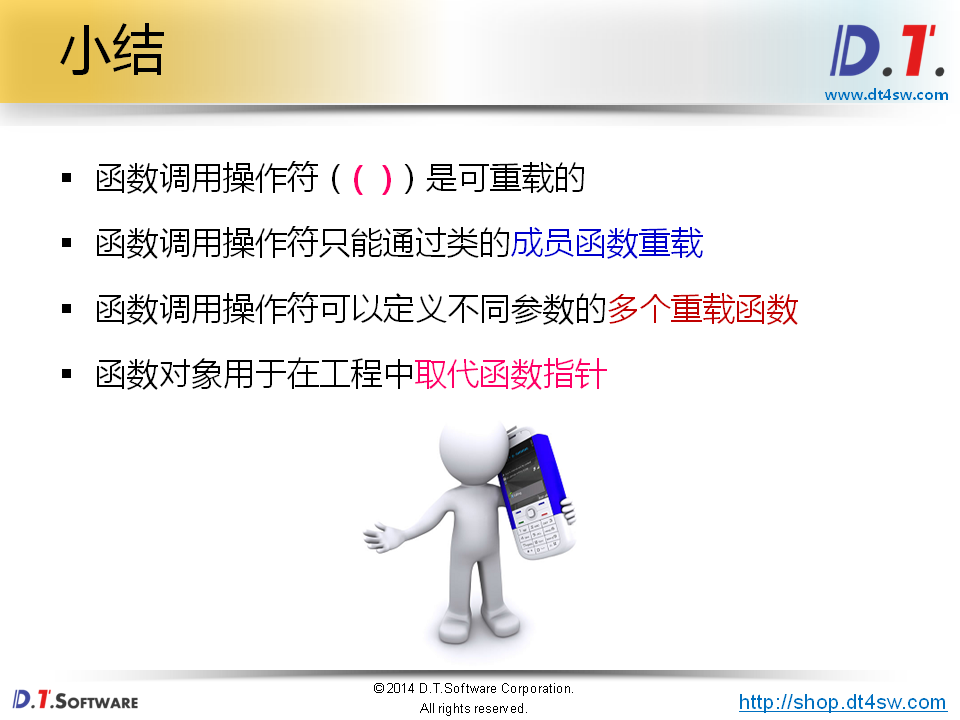 小结
D.T.
www.dt4sw.com
▪ 函数调用操作符（( )）是可重载的
▪ 函数调用操作符只能通过类的成员函数重载
▪ 函数调用操作符可以定义不同参数的多个重载函数
▪ 函数对象用于在工程中取代函数指针
D.T.SOFTWARE
©2014 D.T.Software Corporation.
All rights reserved.
http://shop.dt4sw.com